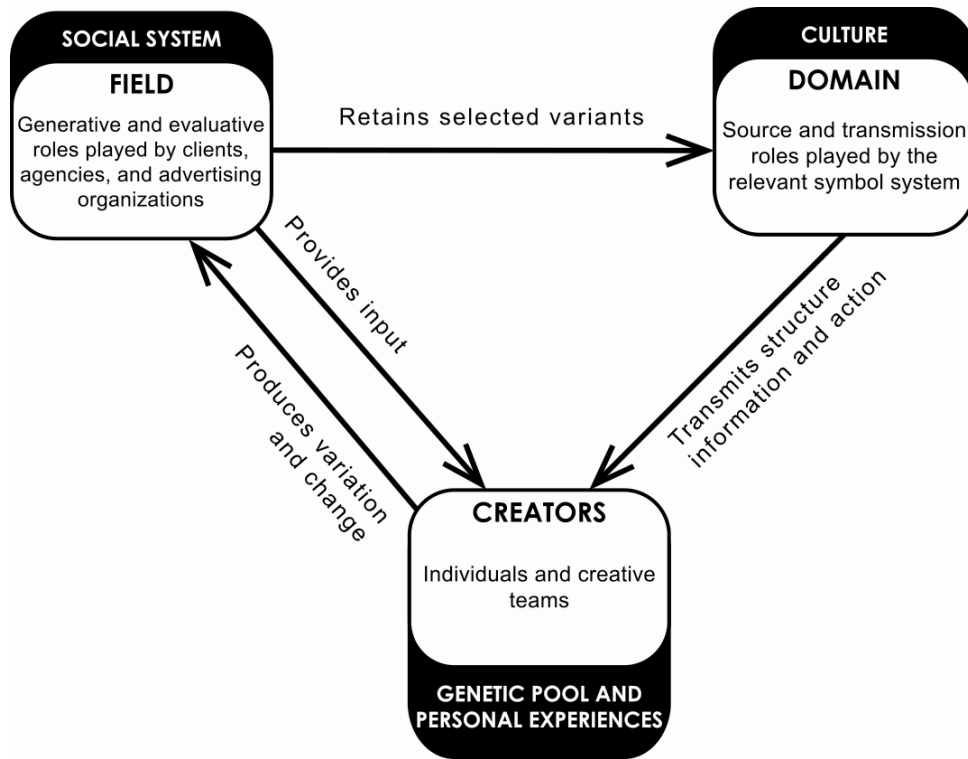 SOCIAL SYSTEM
FIELD
Generative and evaluative
roles played by clients,
agencies, and advertising
organizations
Retains selected variants
CULTURE
DOMAIN
Source and transmission
roles played by the
relevant symbol system
Provides input
Produces variation
and change
Transmits structure
information and action
CREATORS
Individuals and creative
teams
GENETIC POOL AND
PERSONAL EXPERIENCES